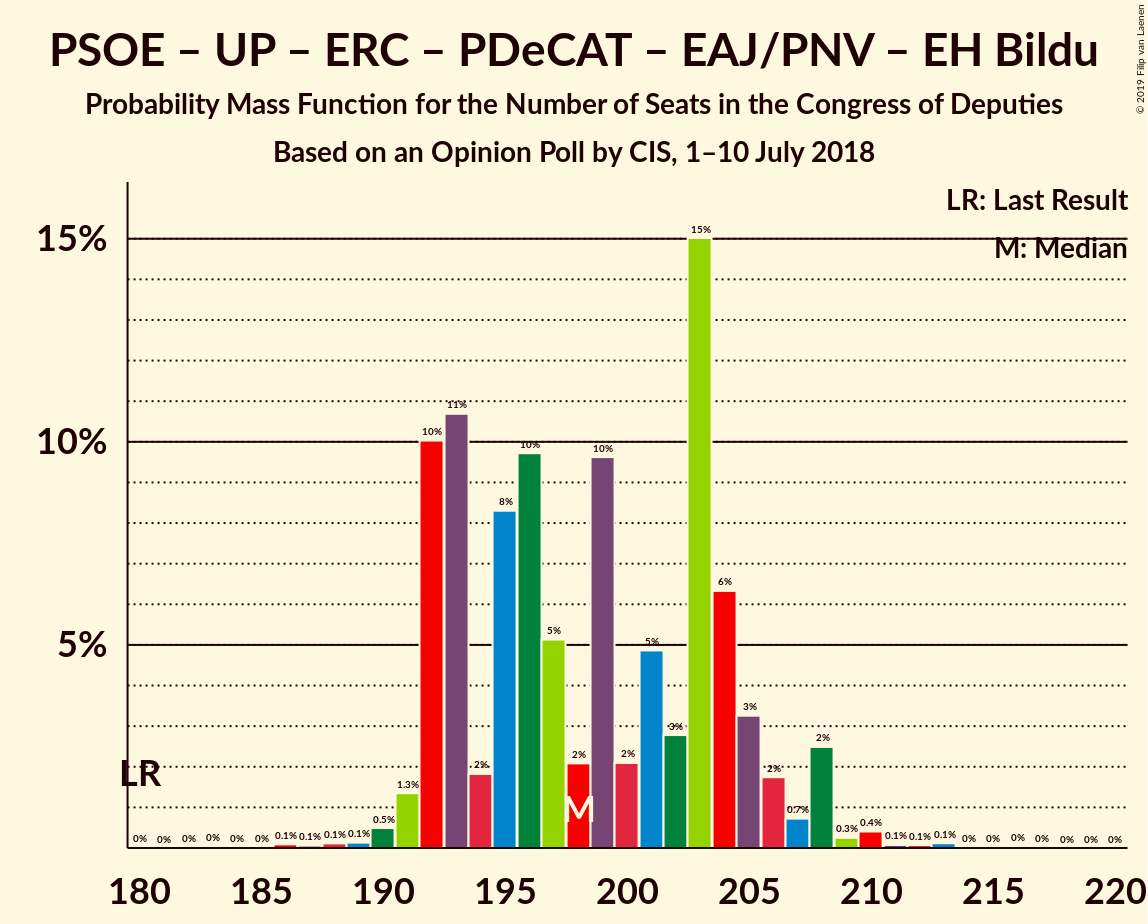 PSOE – UP – ERC – PDeCAT – EAJ/PNV – EH Bildu
Probability Mass Function for the Number of Seats in the Congress of Deputies
Based on an Opinion Poll by CIS, 1–10 July 2018
© 2019 Filip van Laenen
LR: Last Result
M: Median
15%
10%
5%
LR
M
0% 0% 0% 0% 0% 0% 0.1% 0.1% 0.1% 0.1% 0.5% 1.3% 10% 11% 2% 8% 10% 5% 2% 10% 2% 5% 3% 15% 6% 3% 2% 0.7% 2% 0.3% 0.4% 0.1% 0.1% 0.1% 0% 0% 0% 0% 0% 0% 0%
180 185 190 195 200 205 210 215 220